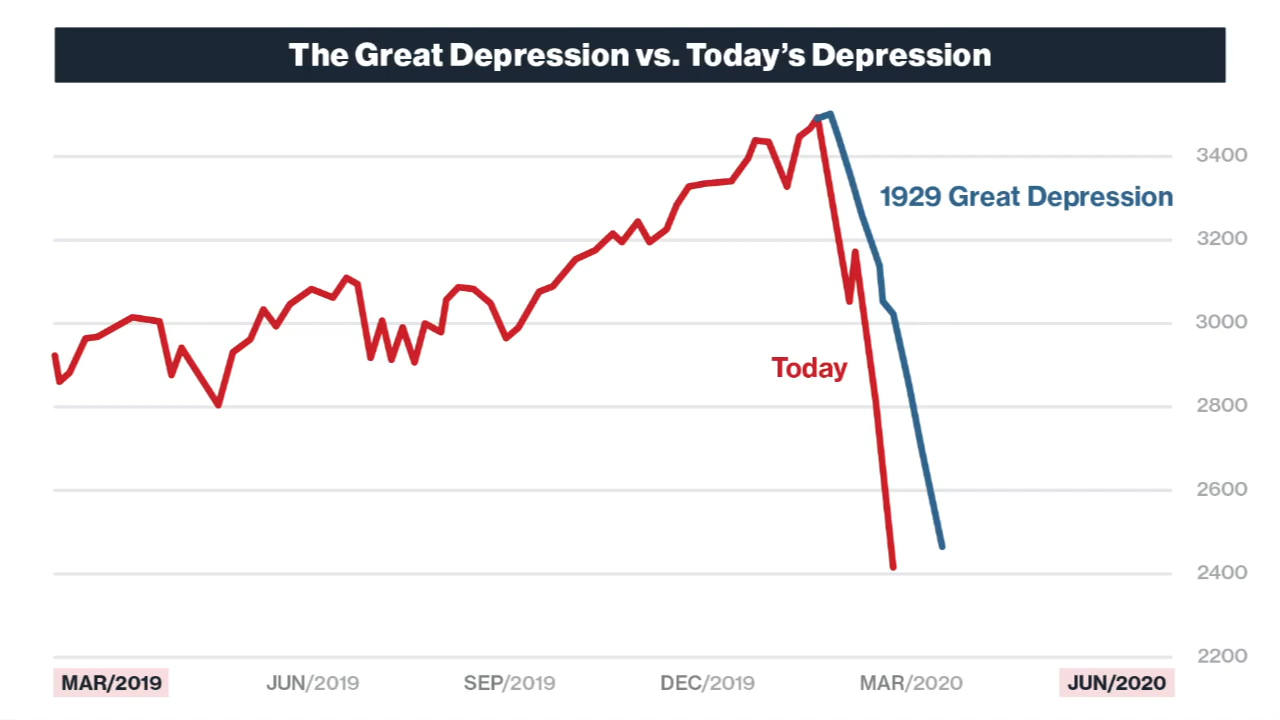 The Great Depression vs. Today’s Depression
3400
1929 Great Depression
3200
3000
Today
2800
2600
2400
2200
MAR/2019 JUN/2019 SEP/2019 DEC/2019 MAR/2020 JUN/2020